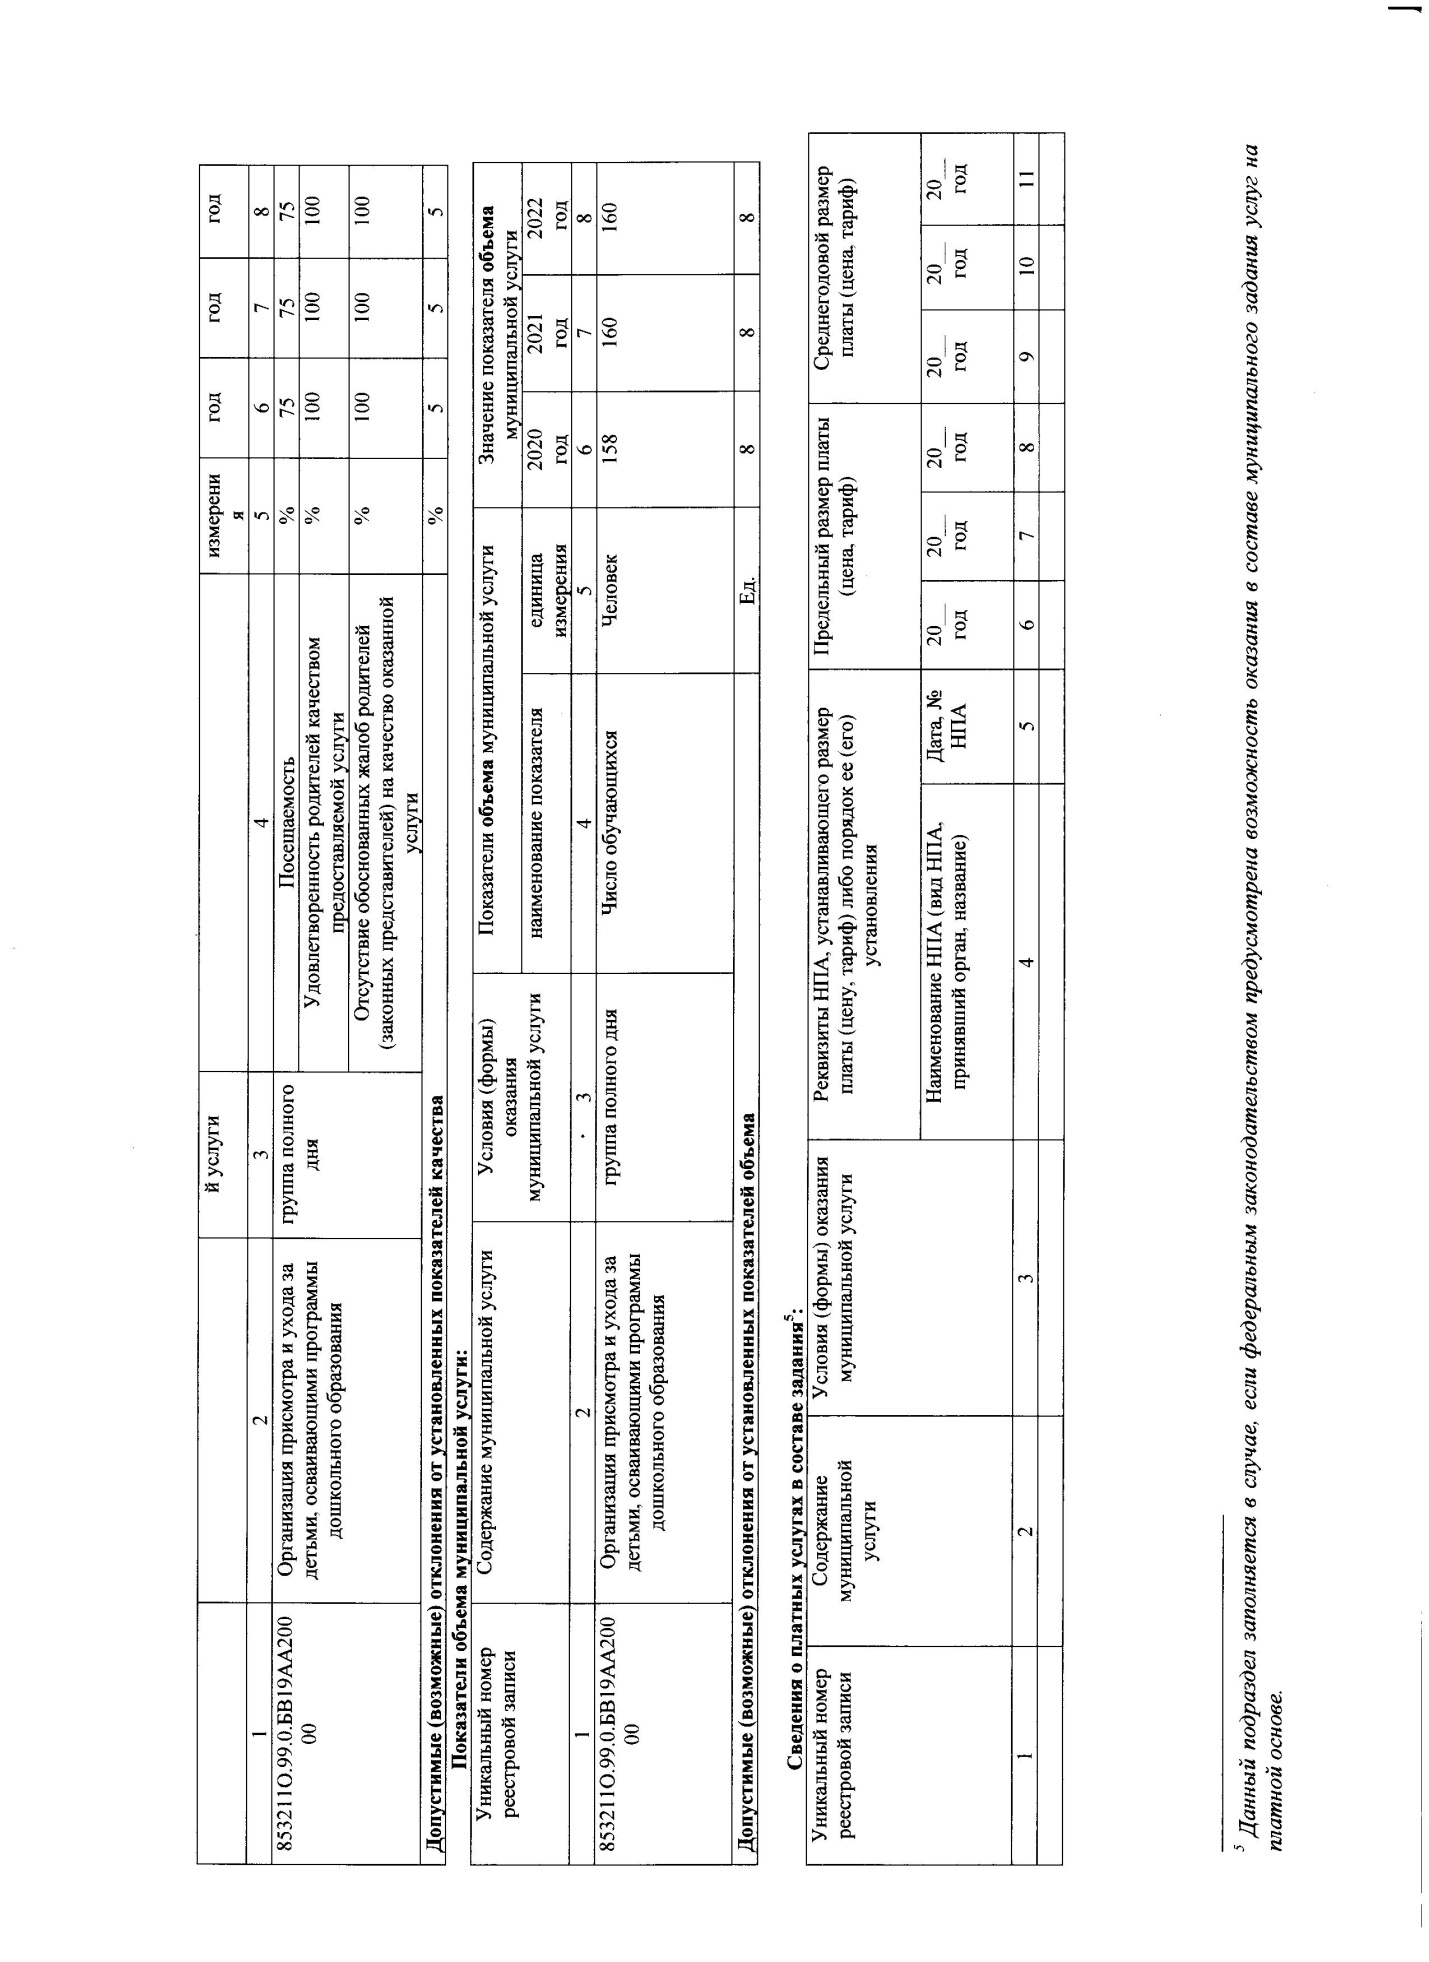 й услуги измерени год год год
я
1 2 3 4 5 6 7 8
853211О.99.0.БВ19АА200 Организация присмотра и ухода за группа полного Посещаемость % 75 75 75
00 детьми, осваивающими программы дня Удовлетворенность родителей качеством % 100 100 100
дошкольного образования предоставляемой услуги
Отсутствие обоснованных жалоб родителей % 100 100 100
(законных представителей) на качество оказанной
услуги
Допустимые (возможные) отклонения от установленных показателей качества % 5 5 5
Показатели объема муниципальной услуги:
Уникальный номер Содержание муниципальной услуги Условия (формы) Показатели объема муниципальной услуги Значение показателя объема
реестровой записи оказания муниципальной услуги
муниципальной услуги наименование показателя единица 2020 2021 2022
измерения год год год
1 2 3 4 5 6 7 8
853211О.99.0.БВ19АА200 Организация присмотра и ухода за группа полного дня Число обучающихся Человек 158 160 160
00 детьми, осваивающими программы
дошкольного образования
Допустимые (возможные) отклонения от установленных показателей объема Ед. 8 8 8
Сведения о платных услугах в составе задания5:
Уникальный номер Содержание Условия (формы) оказания Реквизиты НПА, устанавливающего размер Предельный размер платы Среднегодовой размер
реестровой записи муниципальной муниципальной услуги платы (цену, тариф) либо порядок ее (его) (цена, тариф) платы (цена, тариф)
услуги установления
Наименование НПА (вид НПА, Дата, № 20__ 20__ 20__ 20__ 20__ 20__
принявший орган, название) НПА год год год год год год
1 2 3 4 5 6 7 8 9 10 11
5 Данный подраздел заполняется в случае, если федеральным законодательством предусмотрена возможность оказания в составе муниципального задания услуг на
платной основе.